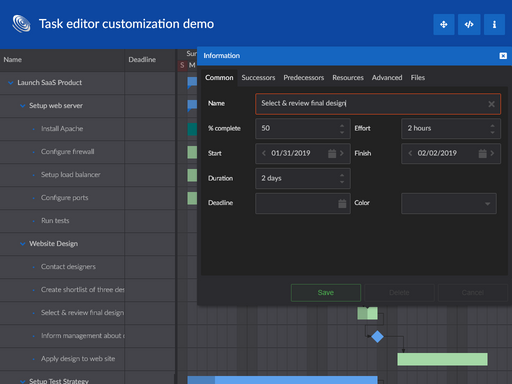 Task editor customization demo
Name
Deadline
Sun
S M
Launch SaaS Product
Setup web server
Install Apache
Configure firewall
Setup load balancer
Configure ports
Run tests
Website Design
Contact designers
Create shortlist of three des
Select & review final design
Inform management about
Apply design to web site
Setup Test Strategy
Information
Common Successors Predecessors Resources Advanced Files
Name Select & review final design
% complete 50 Effort 2 hours
Start 01/31/2019 Finish 02/02/2019
Duration 2 days
Deadline Color
Save Delete Cancel